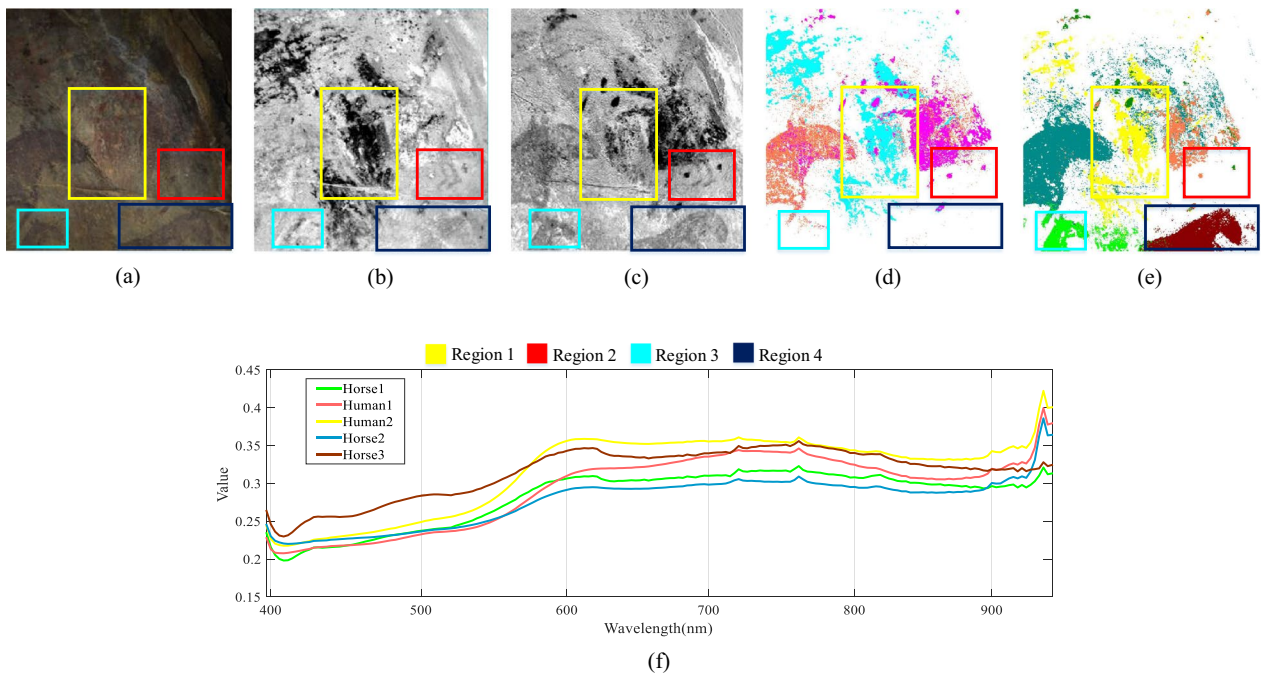 (a) (b) (c) (d) (e)
Region 1 Region 2 Region 3 Region 4
0.45
0.4
0.35
0.3
0.25
0.2
0.15
Value
Horse1
Human1
Human2
Horse2
Horse3
400 500 600 700 800 900
Wavelength(nm)
(f)